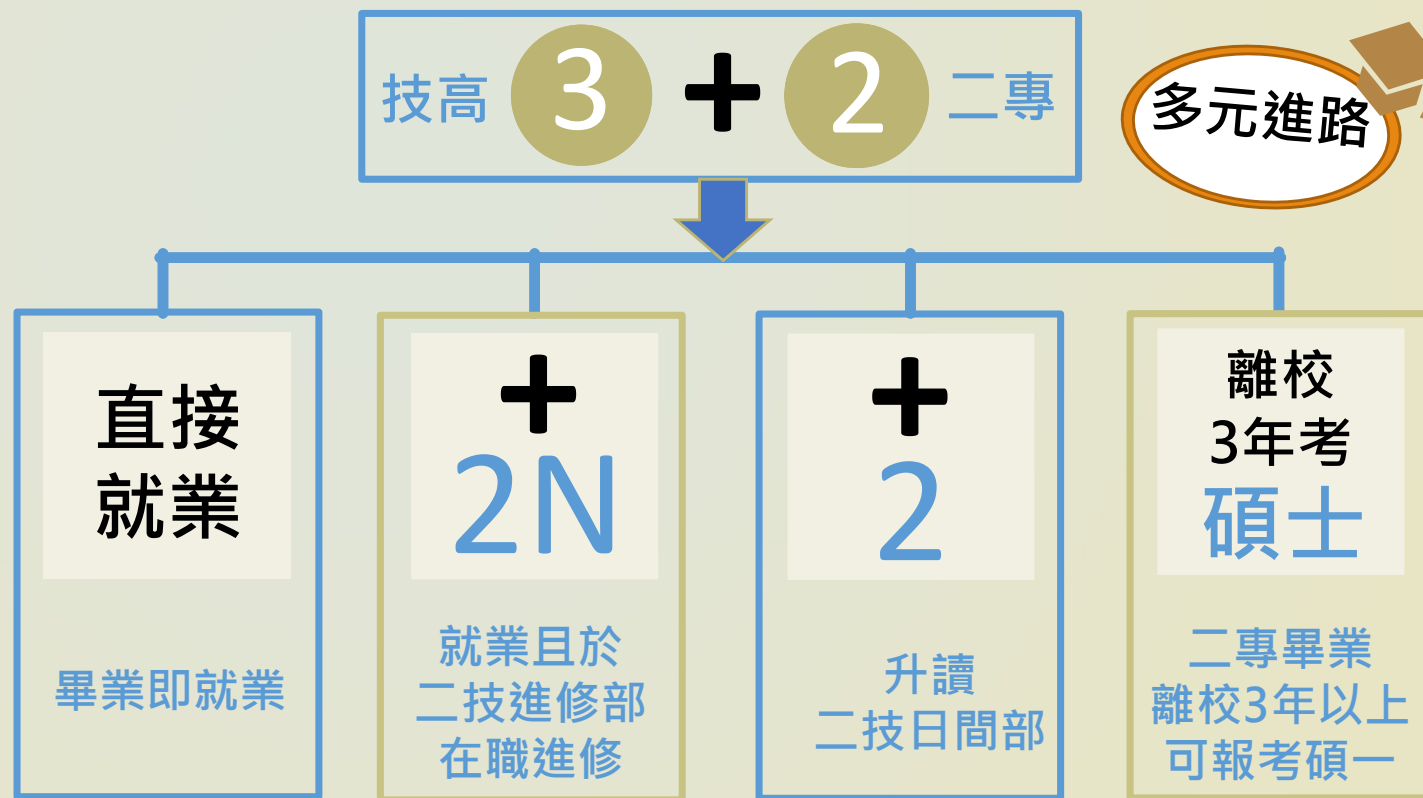 技高 3 + 2 二專
多元進路
直接
就業
畢業即就業
+
2N
就業且於
二技進修部
在職進修
+
2
升讀
二技日間部
離校
3年考
碩士
二專畢業
離校3年以上
可報考碩一